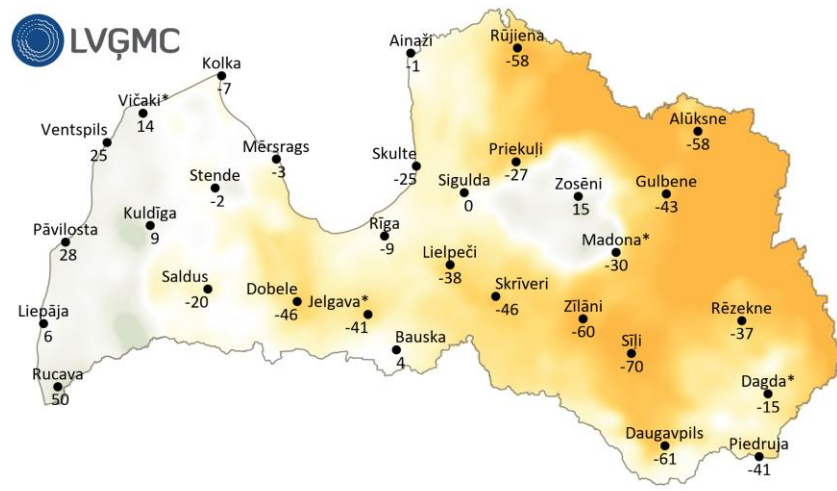 LVĢMC
Ainaži
-1
Rūjiena
-58
Kolka
-7
Vičaki*
14
Alūksne
-58
Ventspils
25
Mērsrags
-3
Skulte
-25
Priekuļi
-27
Stende
-2
Sigulda
0
Zosēni
15
Gulbene
-43
Kuldīga
9
Pāvilosta
28
Rīga
-9
Madona*
-30
Lielpeči
-38
Saldus
-20
Dobele
-46
Jelgava*
-41
Skrīveri
-46
Zīlāni
-60
Rēzekne
-37
Liepāja
6
Bauska
4
Sīļi
-70
Rucava
50
Dagda*
-15
Daugavpils
-61
Piedruja
-41